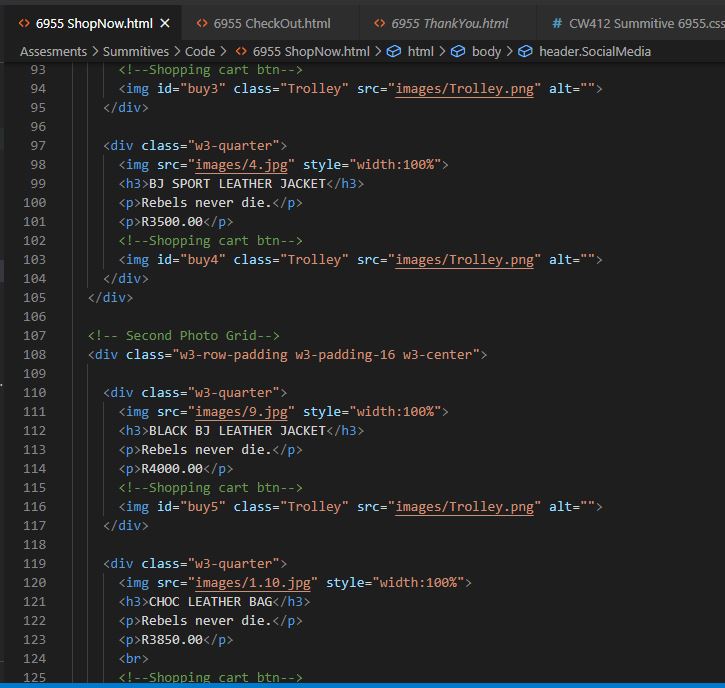 6955 ShopNow.html 6955 CheckOut.html 6955 ThankYou.html # CW412 Summitive 6955.css
Assesments > Summitives > Code > 6955 ShopNow.html > html > body > header.SocialMedia
93 <!--Shopping cart btn-->
94 <img id="buy3" class="Trolley" src="images/Trolley.png" alt="">
95 </div>
96
97 <div class="w3-quarter">
98 <img src="images/4.jpg" style="width:100%">
99 <h3>BJ SPORT LEATHER JACKET</h3>
100 <p>Rebels never die.</p>
101 <p>R3500.00</p>
102 <!--Shopping cart btn-->
103 <img id="buy4" class="Trolley" src="images/Trolley.png" alt="">
104 </div>
105 </div>
106
107 <!-- Second Photo Grid-->
108 <div class="w3-row-padding w3-padding-16 w3-center">
109
110 <div class="w3-quarter">
111 <img src="images/9.jpg" style="width:100%">
112 <h3>BLACK BJ LEATHER JACKET</h3>
113 <p>Rebels never die.</p>
114 <p>R4000.00</p>
115 <!--Shopping cart btn-->
116 <img id="buy5" class="Trolley" src="images/Trolley.png" alt="">
117 </div>
118
119 <div class="w3-quarter">
120 <img src="images/1.10.jpg" style="width:100%">
121 <h3>CHOC LEATHER BAG</h3>
122 <p>Rebels never die.</p>
123 <p>R3850.00</p>
124 <br>
125 <!--Shopping cart btn-->